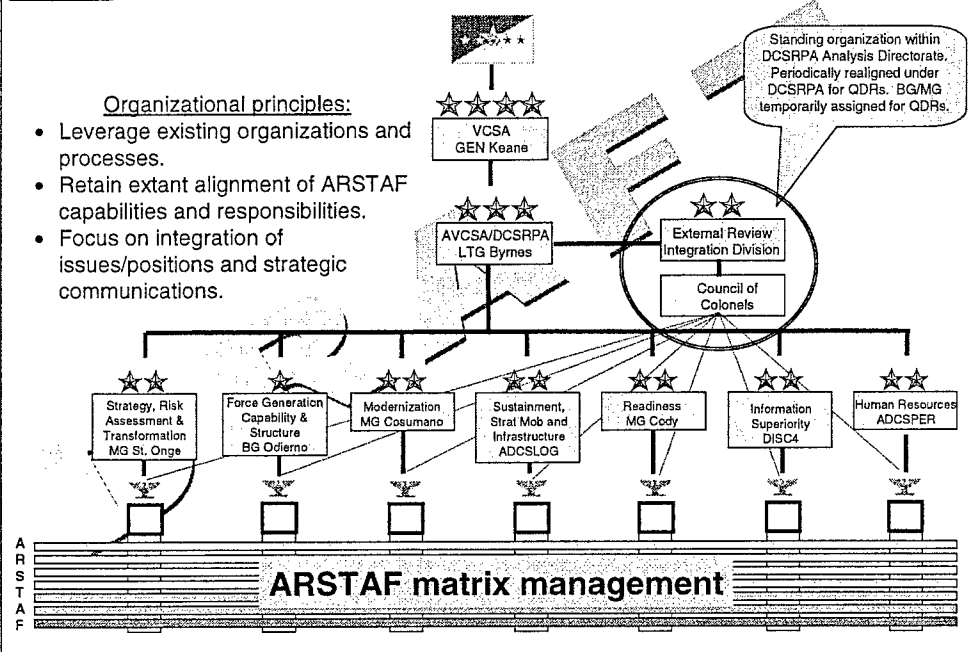 Standing organization within
DCSRPA Analysis Directorate.
Periodically realigned under
DCSRPA for QDRs. BG/MG
temporarily assigned for QDRs.
Organizational principles:
• Leverage existing organizations and
processes.
• Retain extant alignment of ARSTAF
capabilities and responsibilities.
• Focus on integration of
issues/positions and strategic
communications.
VCSA
GEN Keane
AVCSA/DCSRPA
LTG Byrnes
External Review
Integration Division
Council of
Colonels
Strategy, Risk
Assessment &
Transformation
MG St. Onge
Force Generation
Capability &
Structure
BG Odierno
Modernization
MG Cosumano
Sustainment,
Strat Mob and
Infrastructure
ADCSLOG
Readiness
MG Cody
Information
Superiority
DISC4
Human Resources
ADCSPER
A
R
S
T
A
F
ARSTAF matrix management